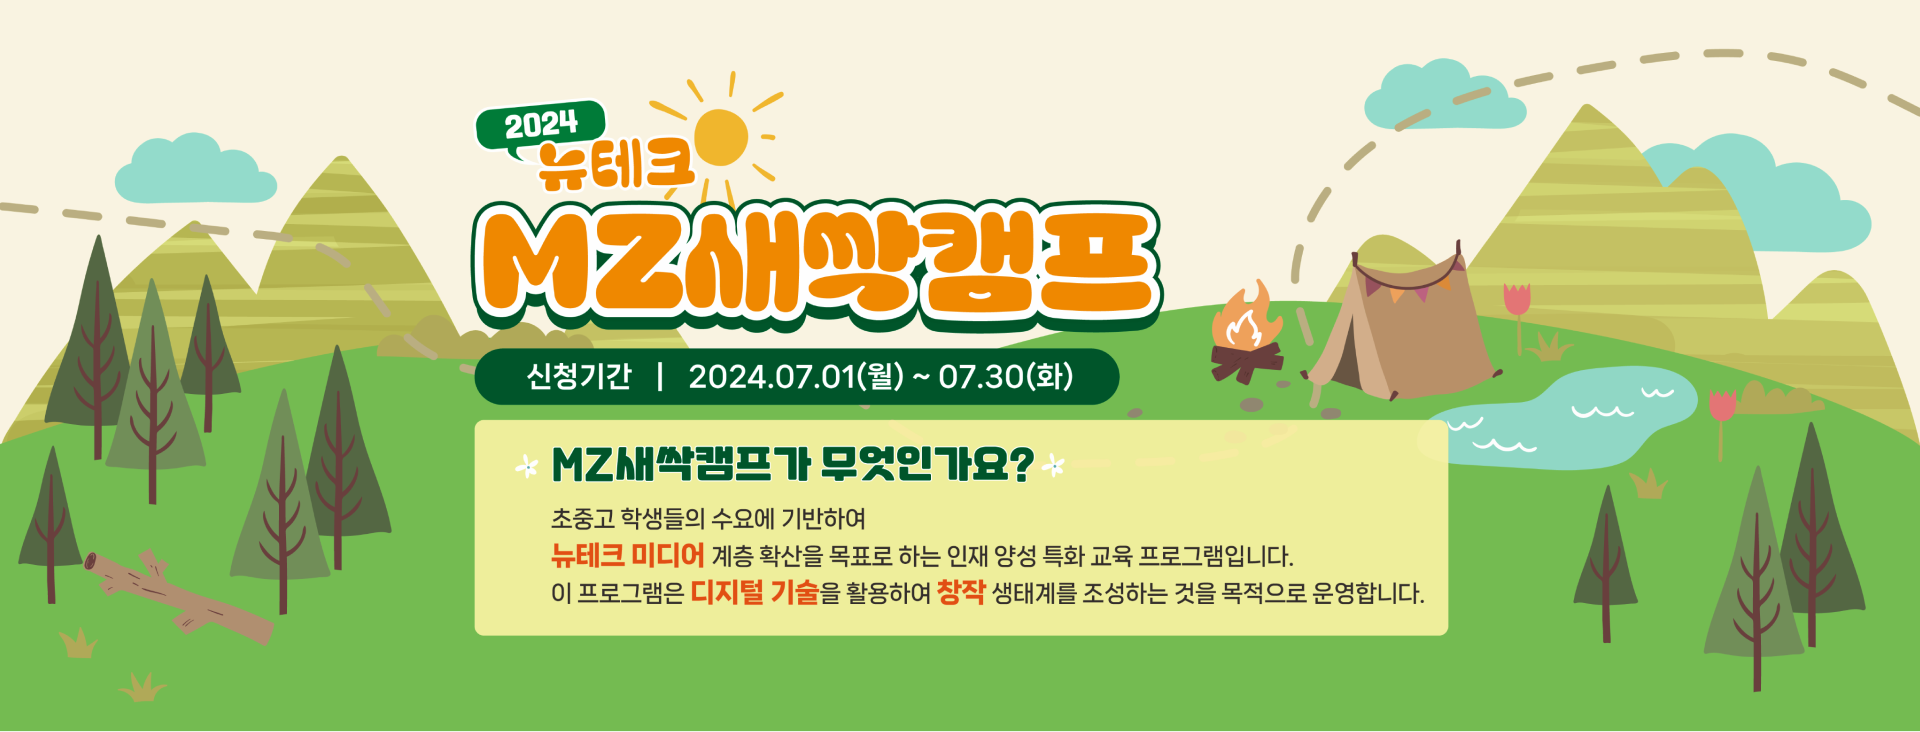 2024
뉴테크
MZ새싹캠프
신청기간 | 2024.07.01(월) ~ 07.30(화)
MZ새싹캠프가 무엇인가요?
초중고 학생들의 수요에 기반하여
뉴테크 미디어 계층 확산을 목표로 하는 인재 양성 특화 교육 프로그램입니다.
이 프로그램은 디지털 기술을 활용하여 창작 생태계를 조성하는 것을 목적으로 운영합니다.